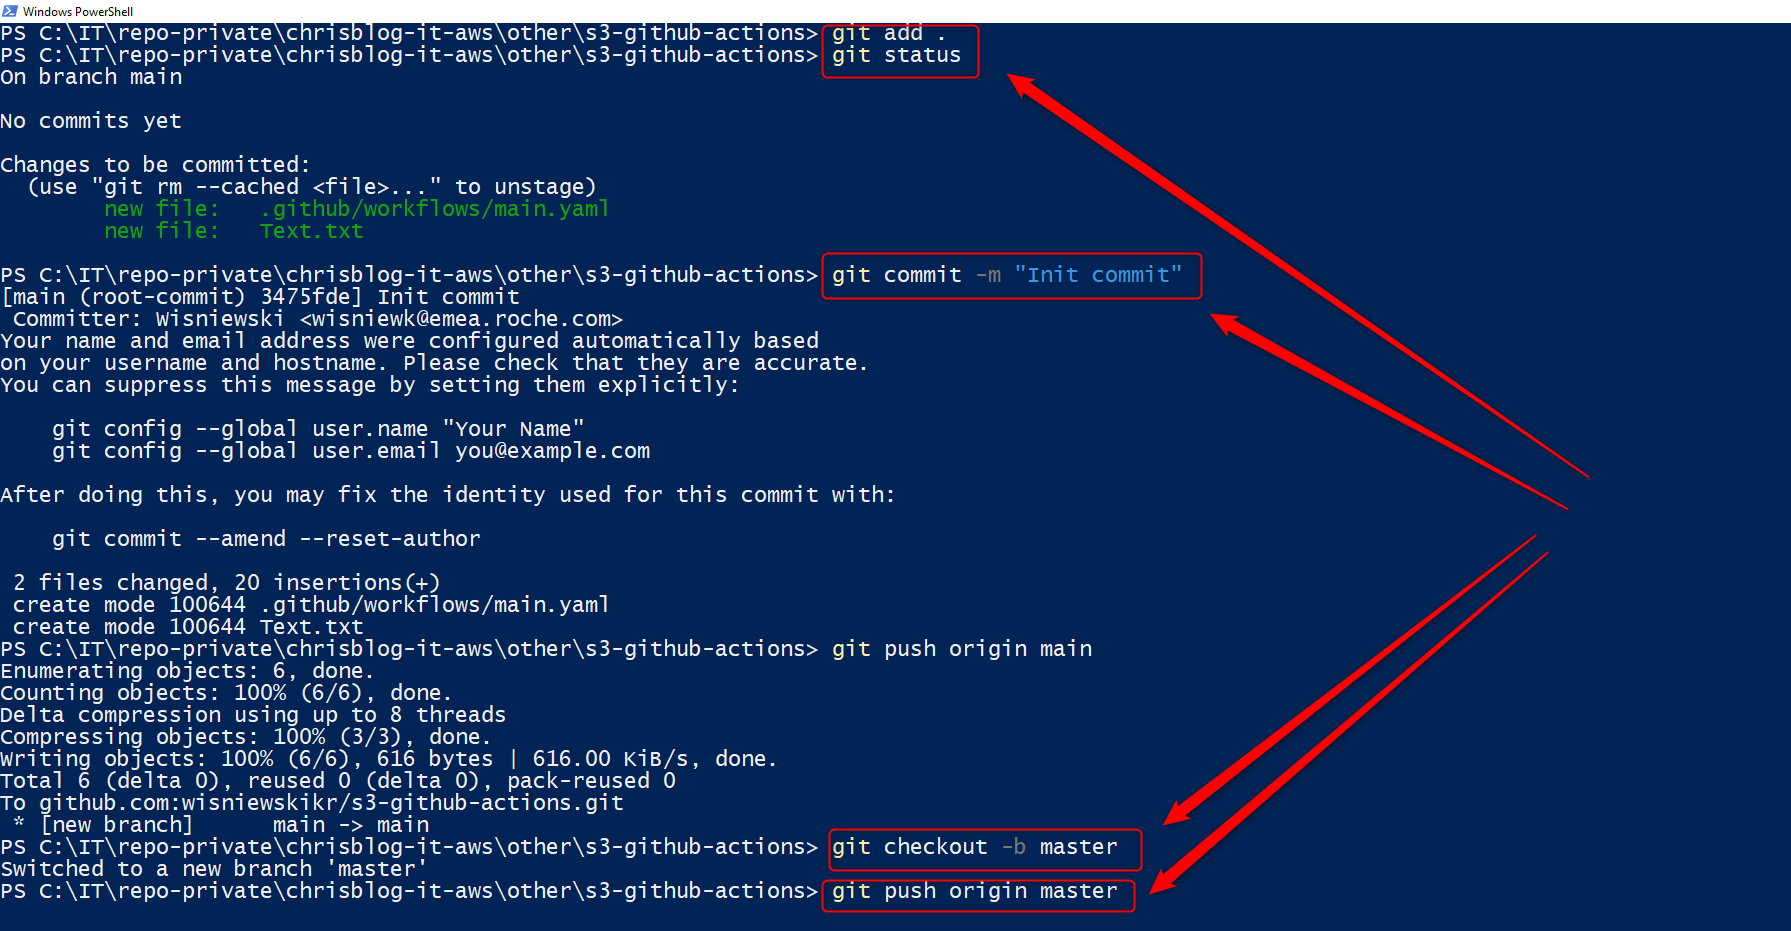 Windows PowerShell
PS C:\IT\repo-private\chrisblog-it-aws\other\s3-github-actions> git add .
PS C:\IT\repo-private\chrisblog-it-aws\other\s3-github-actions> git status
On branch main
No commits yet
Changes to be committed:
  (use "git rm --cached <file>..." to unstage)
        new file:   .github/workflows/main.yaml
        new file:   Text.txt
PS C:\IT\repo-private\chrisblog-it-aws\other\s3-github-actions> git commit -m "Init commit"
[main (root-commit) 3475fde] Init commit
 Committer: Wisniewski <wisniewk@emea.roche.com>
Your name and email address were configured automatically based
on your username and hostname. Please check that they are accurate.
You can suppress this message by setting them explicitly:
    git config --global user.name "Your Name"
    git config --global user.email you@example.com
After doing this, you may fix the identity used for this commit with:
    git commit --amend --reset-author
 2 files changed, 20 insertions(+)
 create mode 100644 .github/workflows/main.yaml
 create mode 100644 Text.txt
PS C:\IT\repo-private\chrisblog-it-aws\other\s3-github-actions> git push origin main
Enumerating objects: 6, done.
Counting objects: 100% (6/6), done.
Delta compression using up to 8 threads
Compressing objects: 100% (3/3), done.
Writing objects: 100% (6/6), 616 bytes | 616.00 KiB/s, done.
Total 6 (delta 0), reused 0 (delta 0), pack-reused 0
To github.com:wisniewskikr/s3-github-actions.git
 * [new branch]      main -> main
PS C:\IT\repo-private\chrisblog-it-aws\other\s3-github-actions> git checkout -b master
Switched to a new branch 'master'
PS C:\IT\repo-private\chrisblog-it-aws\other\s3-github-actions> git push origin master